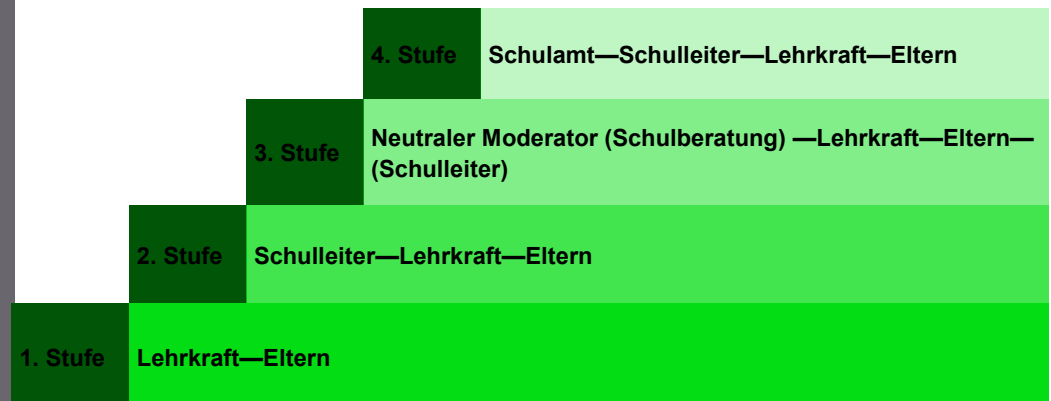 4. Stufe Schulamt—Schulleiter—Lehrkraft—Eltern
3. Stufe Neutraler Moderator (Schulberatung) —Lehrkraft—Eltern—
(Schulleiter)
2. Stufe Schulleiter—Lehrkraft—Eltern
1. Stufe Lehrkraft—Eltern